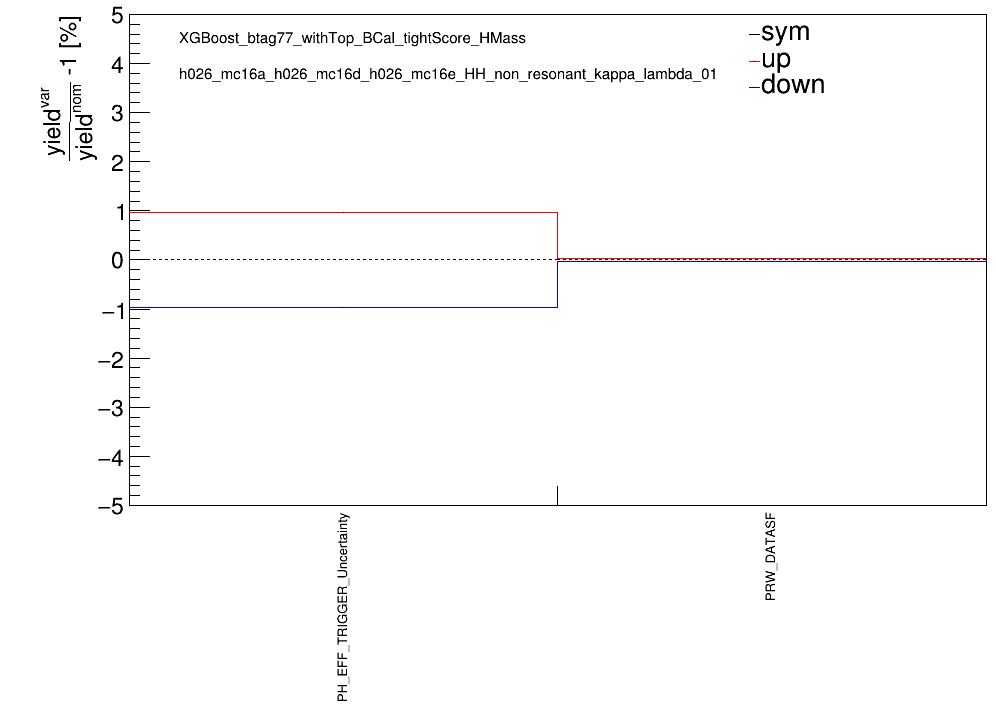 yield^var / yield^nom -1 [%]
XGBoost_btag77_withTop_BCal_tightScore_HMass
h026_mc16a_h026_mc16d_h026_mc16e_HH_non_resonant_kappa_lambda_01
sym
up
down
5
4
3
2
1
0
−1
−2
−3
−4
−5
PH_EFF_TRIGGER_Uncertainty
PRW_DATASF